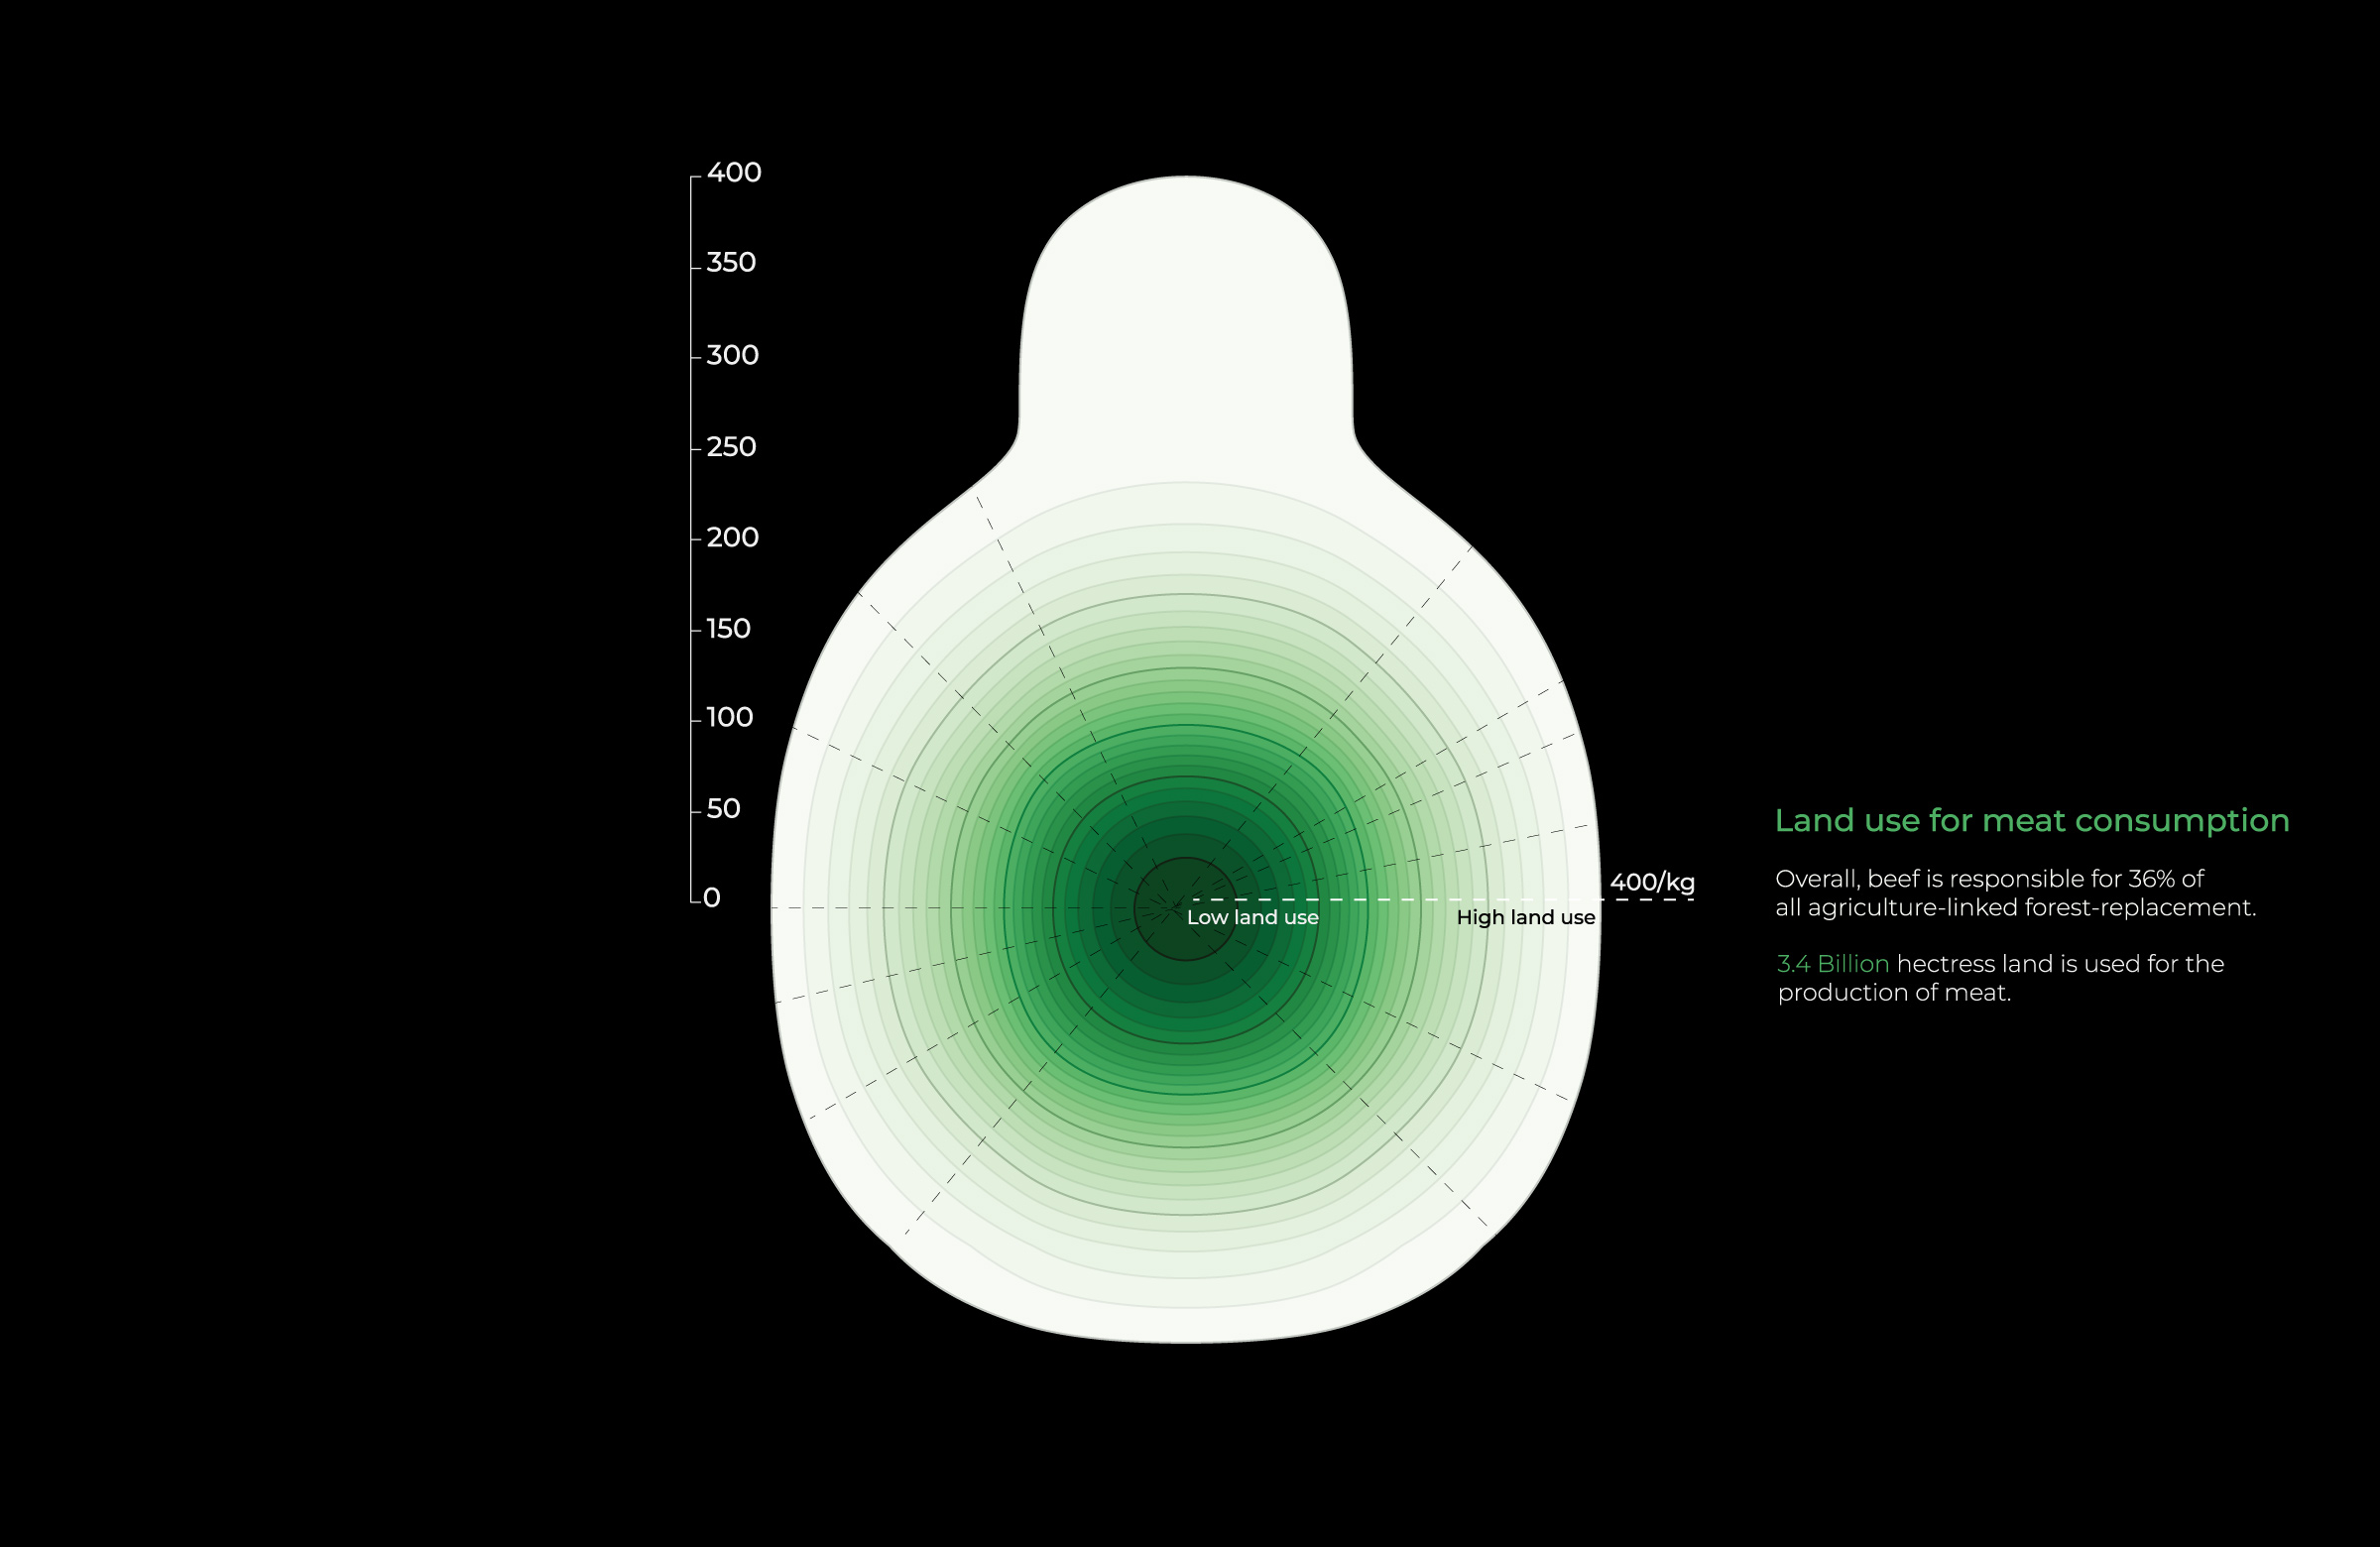 400
350
300
250
200
150
100
50
0
400/kg
Low land use
High land use
Land use for meat consumption
Overall, beef is responsible for 36% of
all agriculture-linked forest-replacement.
3.4 Billion hectress land is used for the
production of meat.